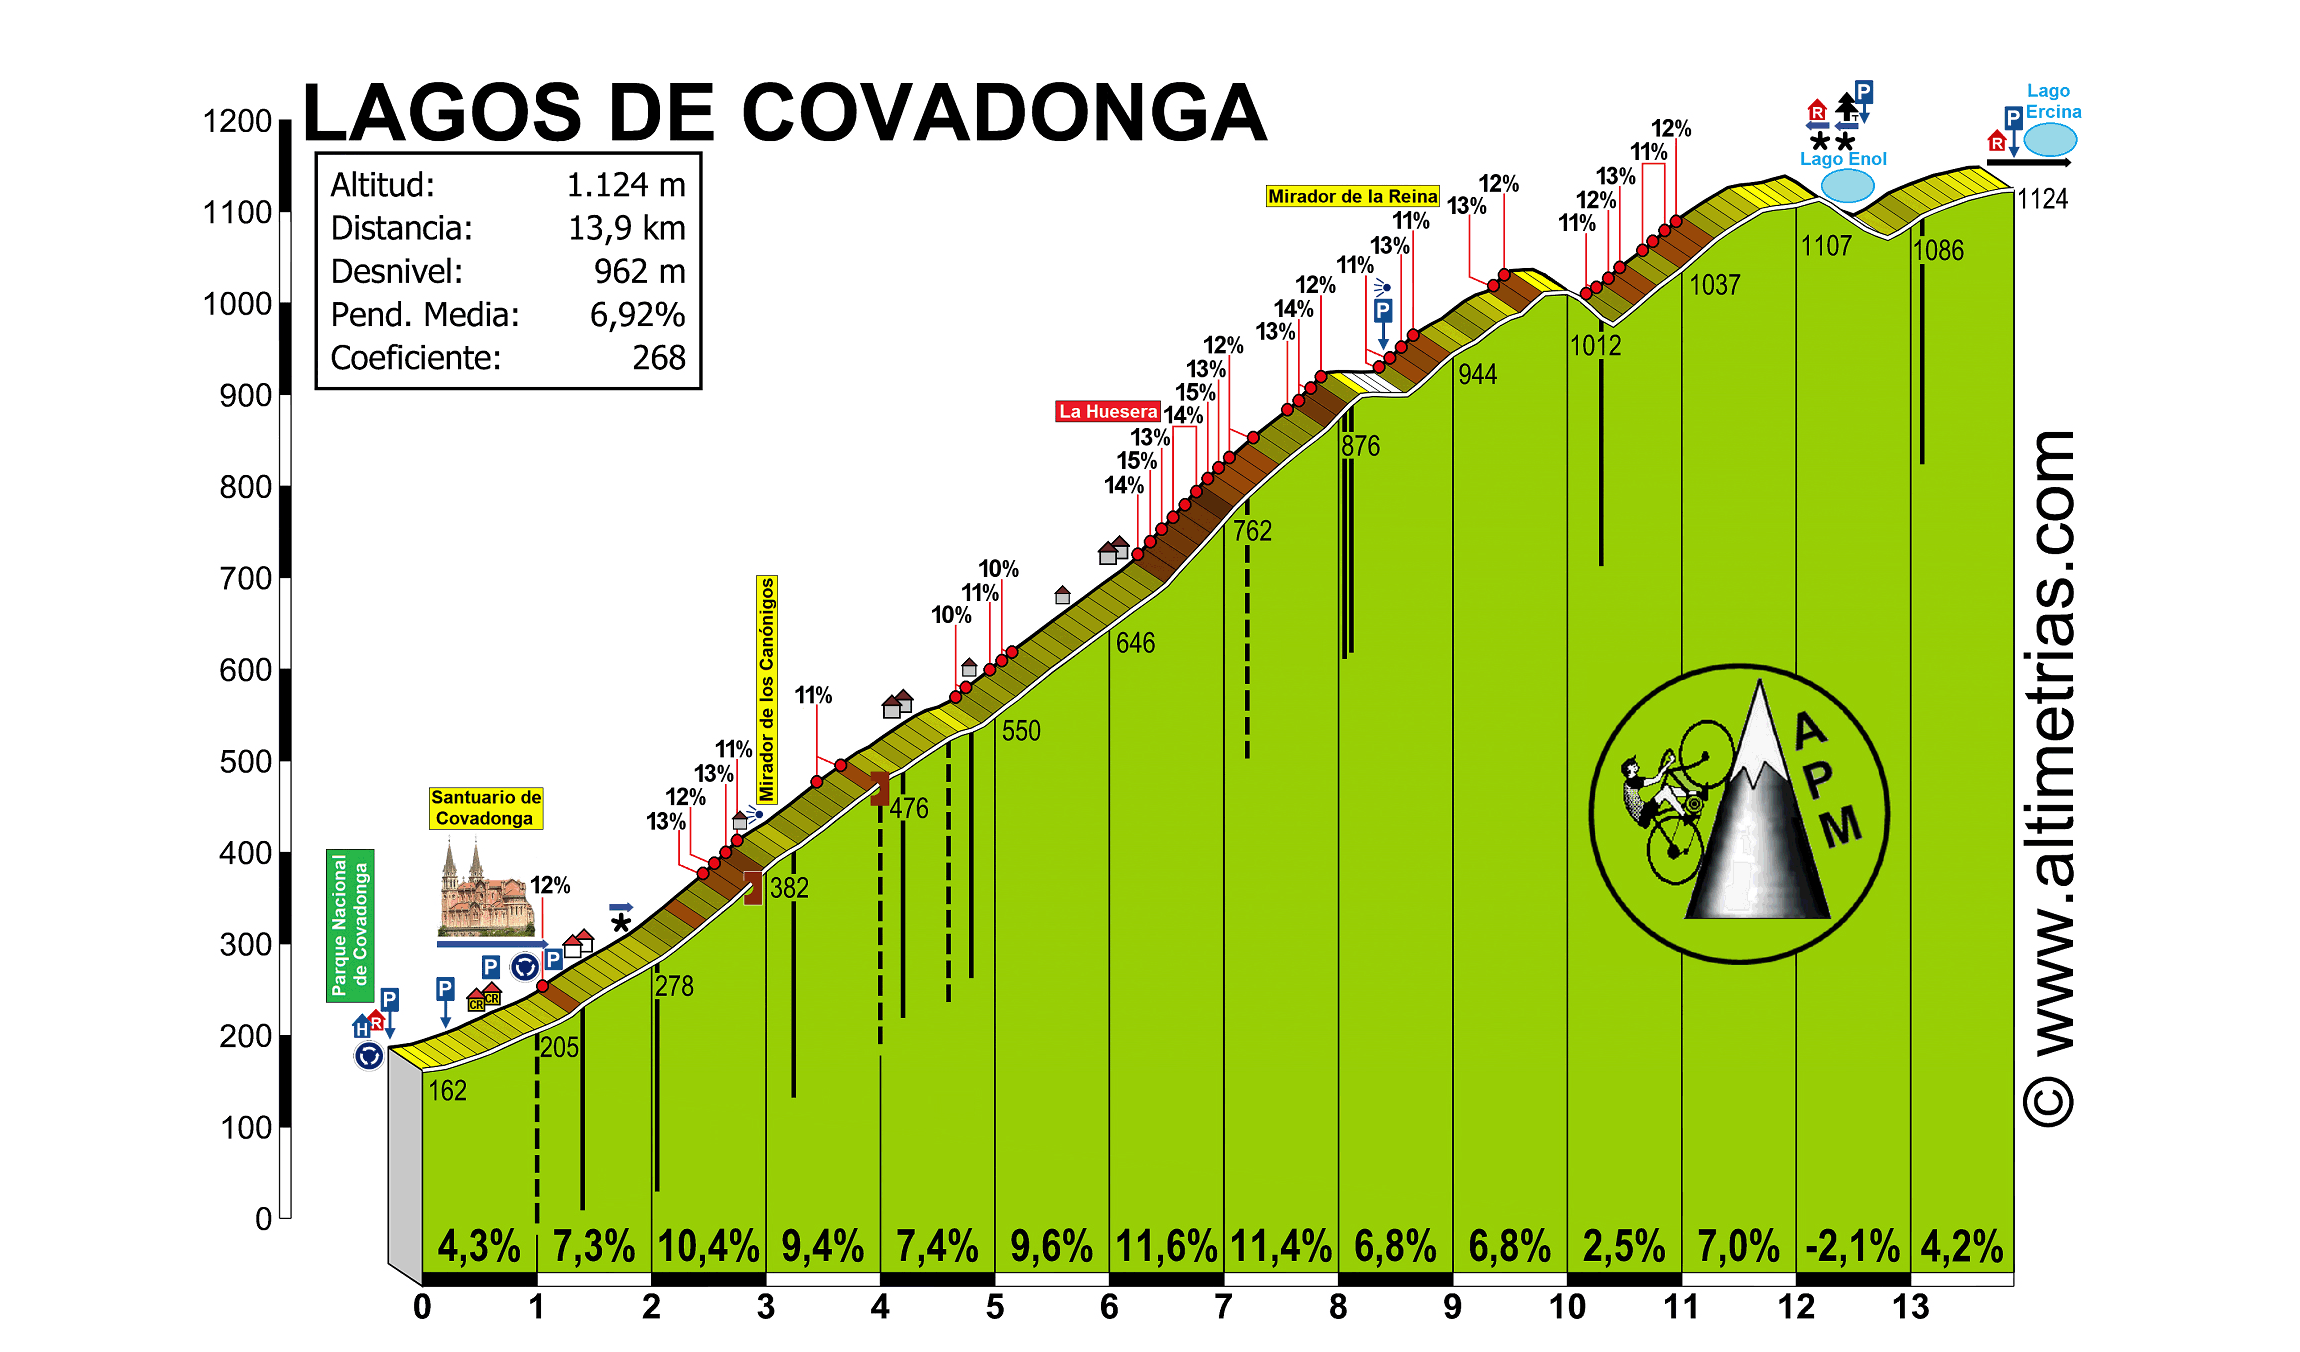 LAGOS DE COVADONGA
Altitud: 1.124 m
Distancia: 13,9 km
Desnivel: 962 m
Pend. Media: 6,92%
Coeficiente: 268
1200
1100
1000
900
800
700
600
500
400
300
200
100
0
Parque Nacional
de Covadonga
H
R
P
P
Santuario de
Covadonga
CR
CR
P
P
12%
13%
12%
13%
11%
Mirador de los Canónigos
11%
10%
11%
10%
14%
15%
13%
14%
La Huesera
15%
13%
12%
13%
14%
12%
11%
P
13%
11%
Mirador de la Reina
13%
12%
11%
12%
13%
11%
12%
R
T
P
Lago Enol
R
P
Lago
Ercina
162
205
278
382
476
550
646
762
876
944
1012
1037
1107
1086
1124
A
P
M
© www.altimetrias.com
4,3% 7,3% 10,4% 9,4% 7,4% 9,6% 11,6% 11,4% 6,8% 6,8% 2,5% 7,0% -2,1% 4,2%
0 1 2 3 4 5 6 7 8 9 10 11 12 13